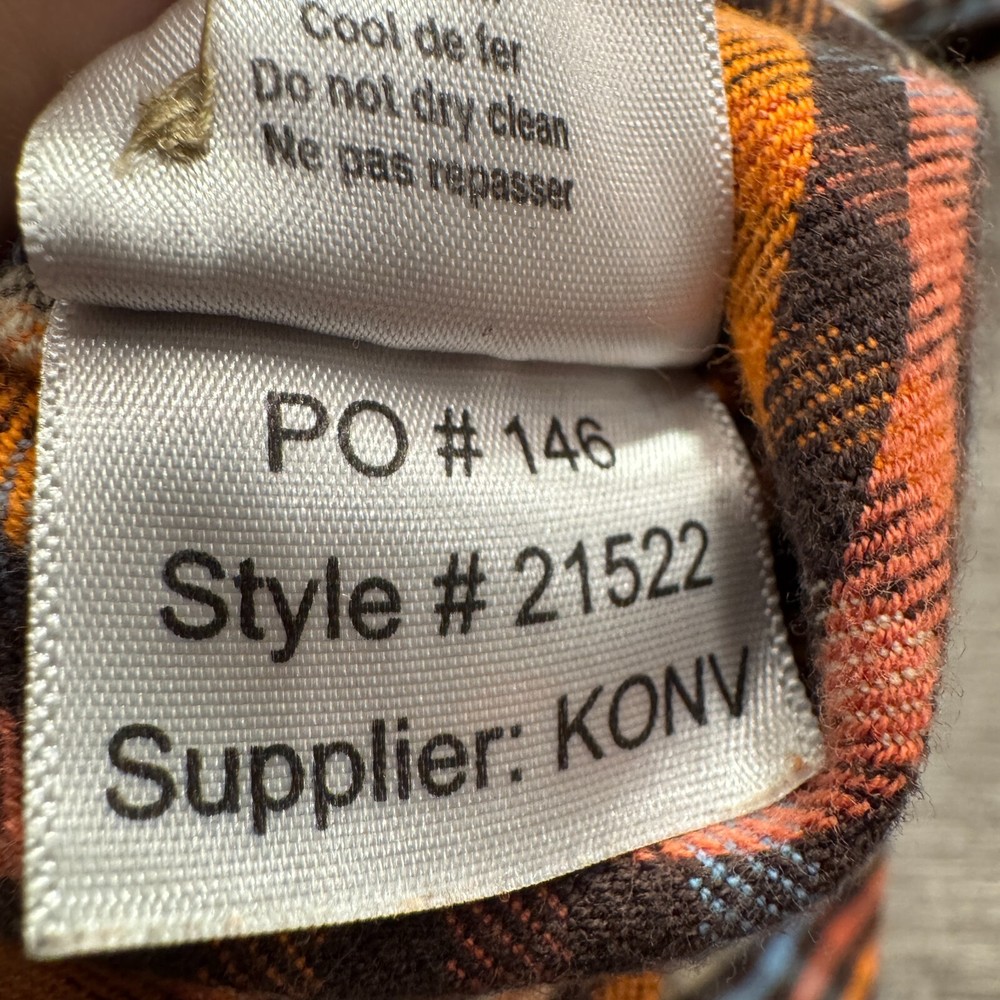 Cool de fer
Do not dry clean
Ne pas repasser
PO # 146
Style # 21522
Supplier: KONV